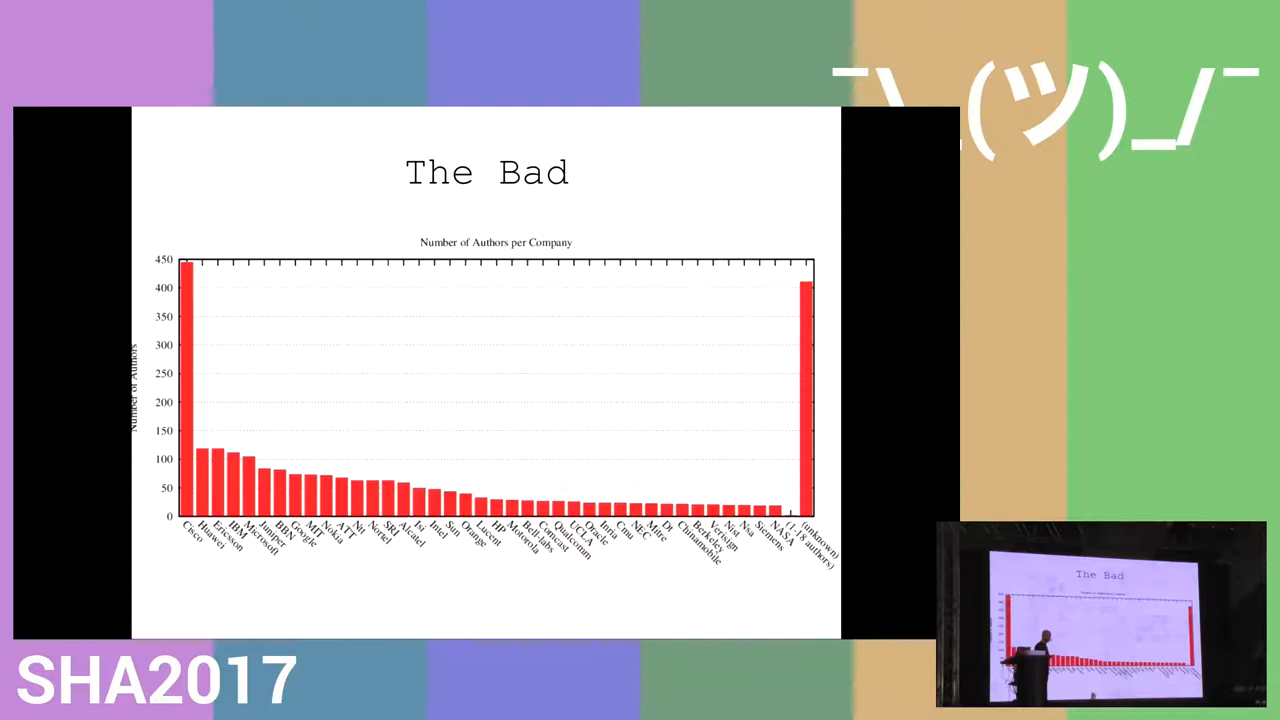 ¯\_(ツ)_/¯
The Bad
Number of Authors per Company
Number of Authors
450
400
350
300
250
200
150
100
50
0
Cisco
Huawei
Ericsson
IBM
Microsoft
Juniper
BBN
Google
MIT
Nokia
ATT
Ntt
Nortel
SRI
Alcatel
Isi
Intel
Sun
Orange
Lucent
HP
Motorola
Bell-labs
Comcast
Qualcomm
UCLA
Oracle
Inria
Cmu
NEC
Mitre
Dt
Chinamobile
Berkeley
Verisign
Nist
Nsa
Siemens
NASA
(1-18 authors)
(unknown)
SHA2017
The Bad